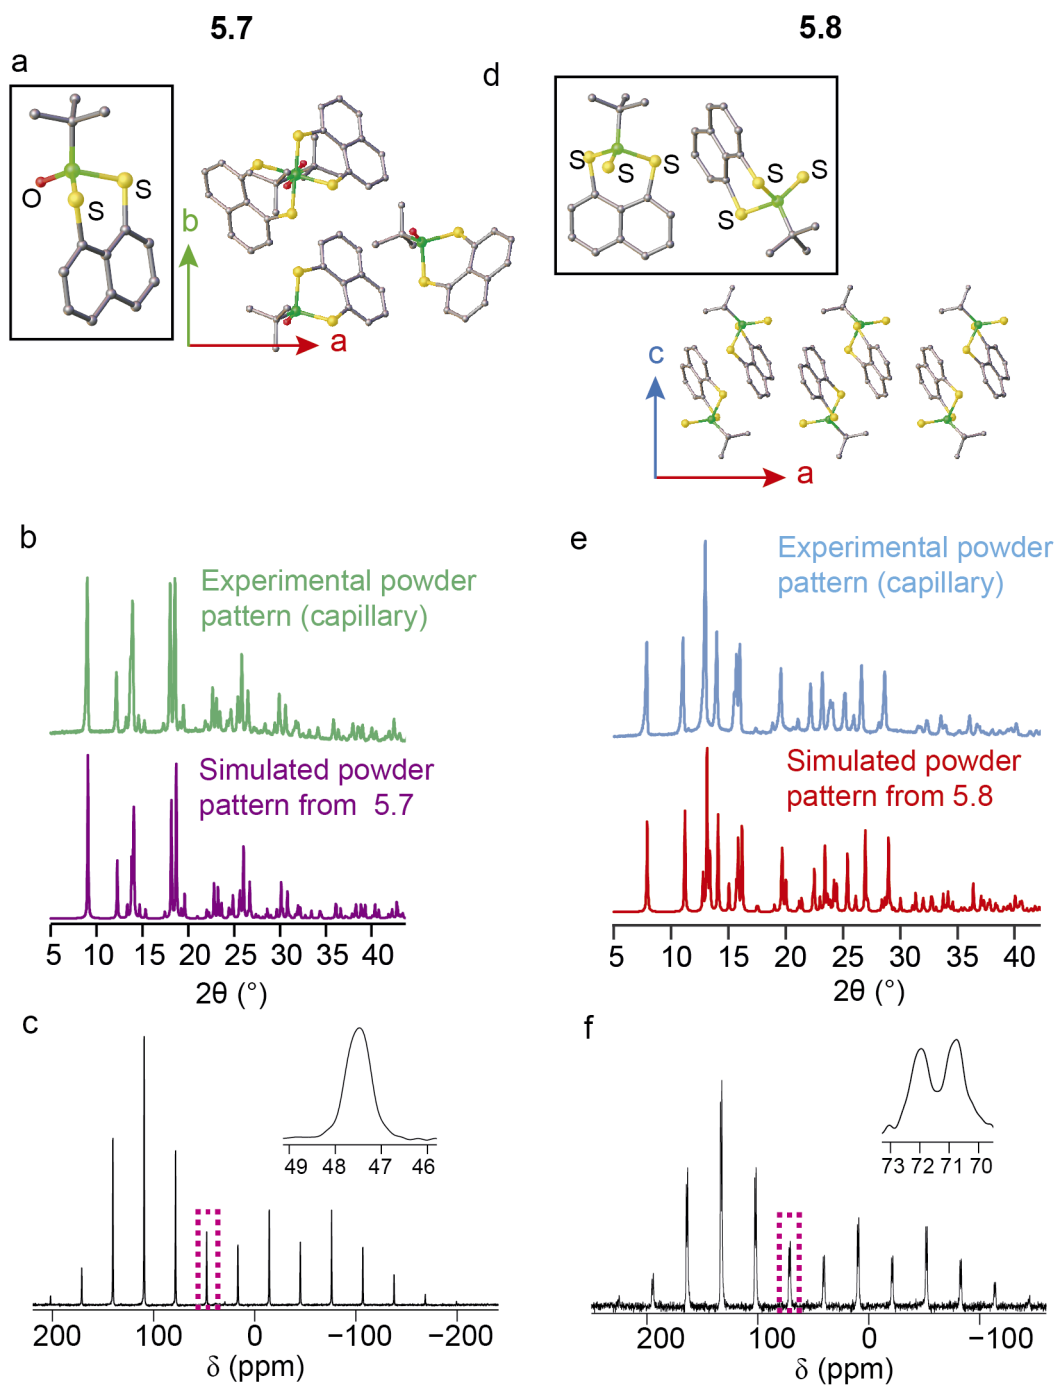 5.7
5.8
a
d
O
S
S
b
a
S
S
S
S
S
S
c
a
b
Experimental powder
pattern (capillary)
Simulated powder
pattern from 5.7
5 10 15 20 25 30 35 40
2θ (°)
e
Experimental powder
pattern (capillary)
Simulated powder
pattern from 5.8
5 10 15 20 25 30 35 40
2θ (°)
c
49 48 47 46
200 100 0 −100 −200
δ (ppm)
f
73 72 71 70
200 100 0 −100
δ (ppm)